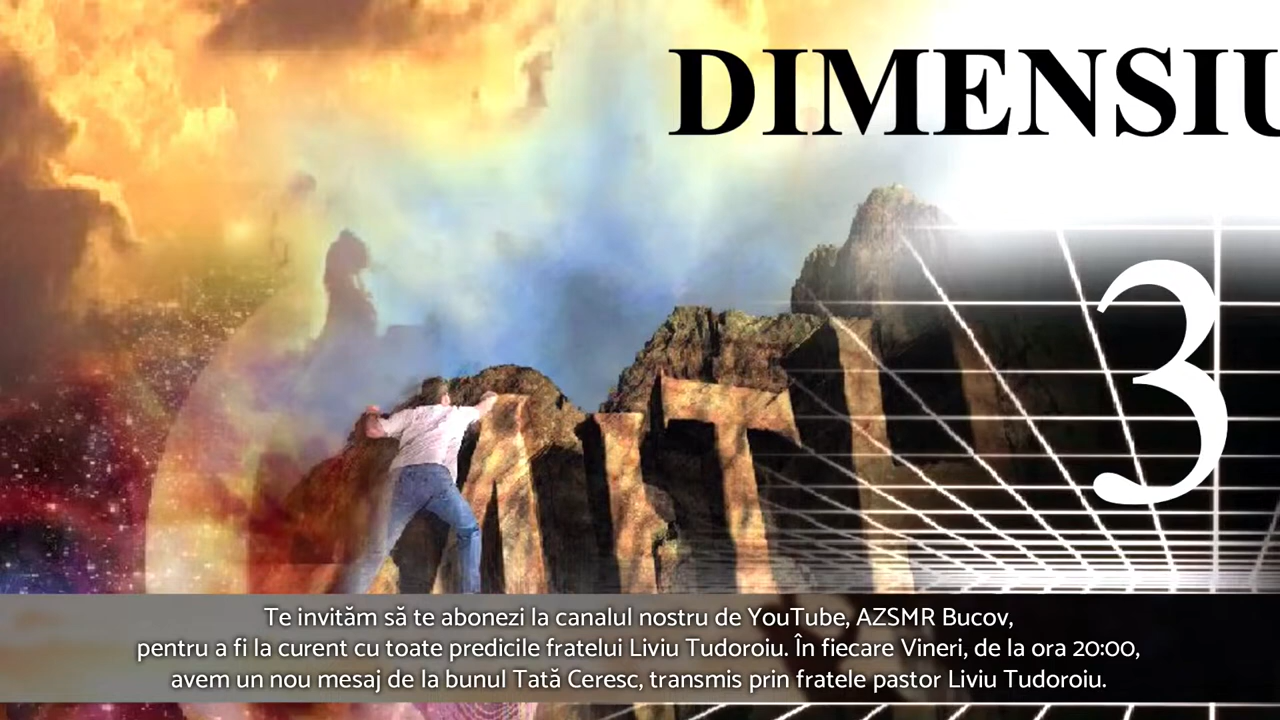 DIMENSIU
3
Te invităm să te abonezi la canalul nostru de YouTube, AZSMR Bucov,
pentru a fi la curent cu toate predicile fratelui Liviu Tudoroiu. În fiecare Vineri, de la ora 20:00,
avem un nou mesaj de la bunul Tată Ceresc, transmis prin fratele pastor Liviu Tudoroiu.